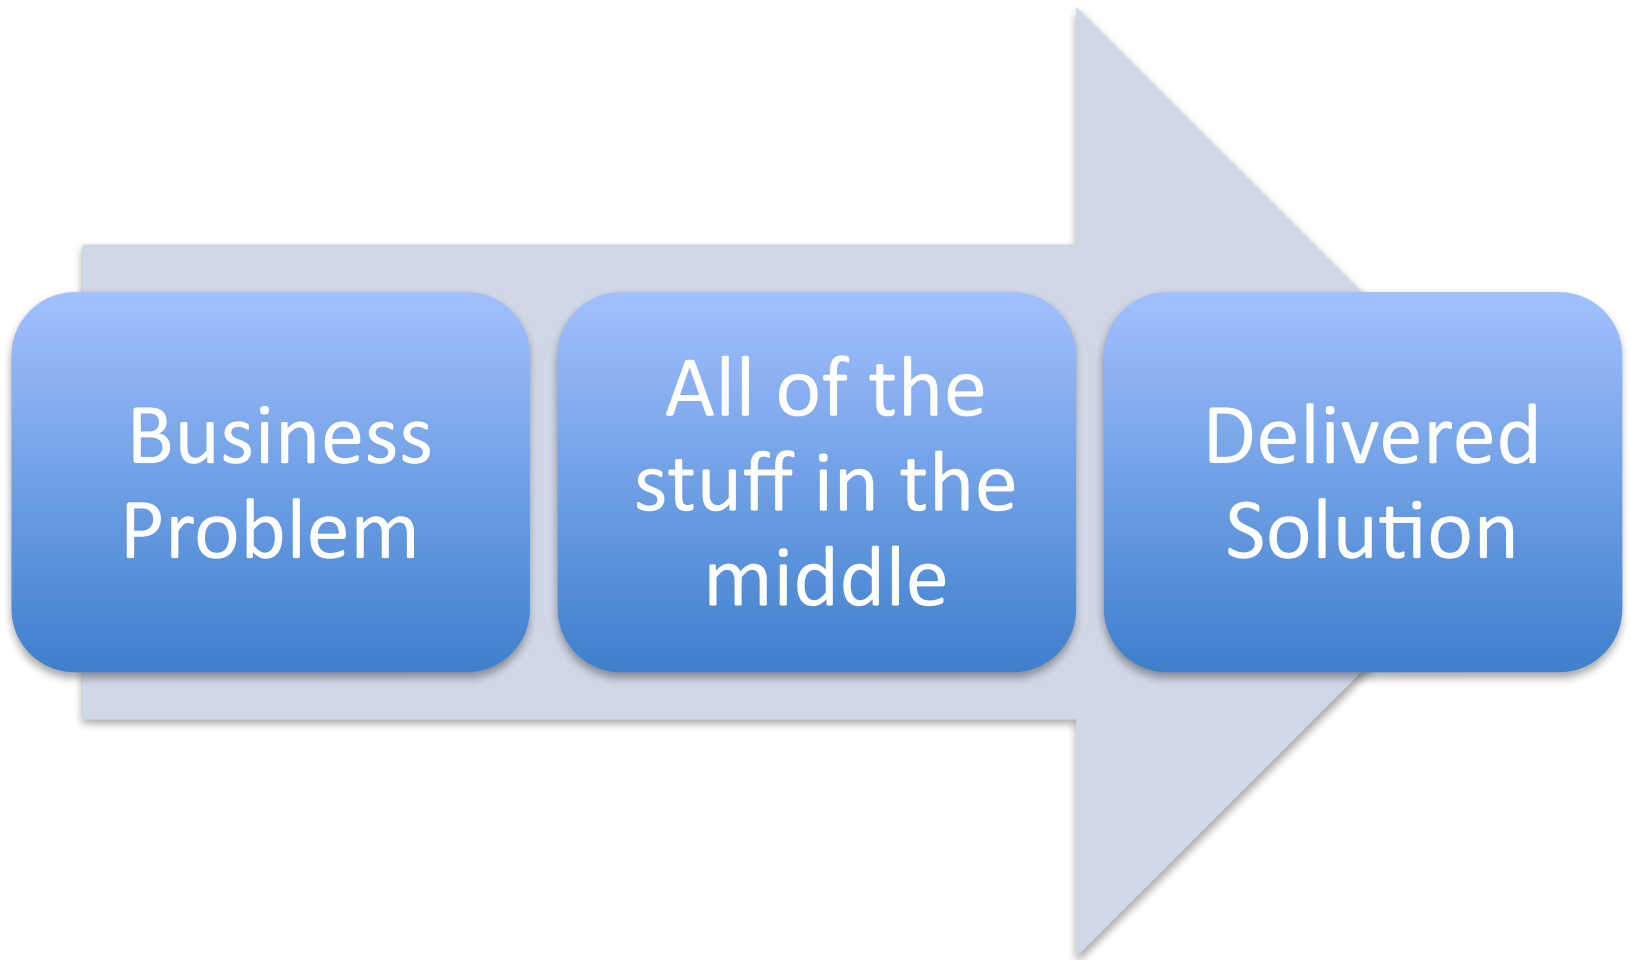 Business
Problem
All of the
stuff in the
middle
Delivered
Solution